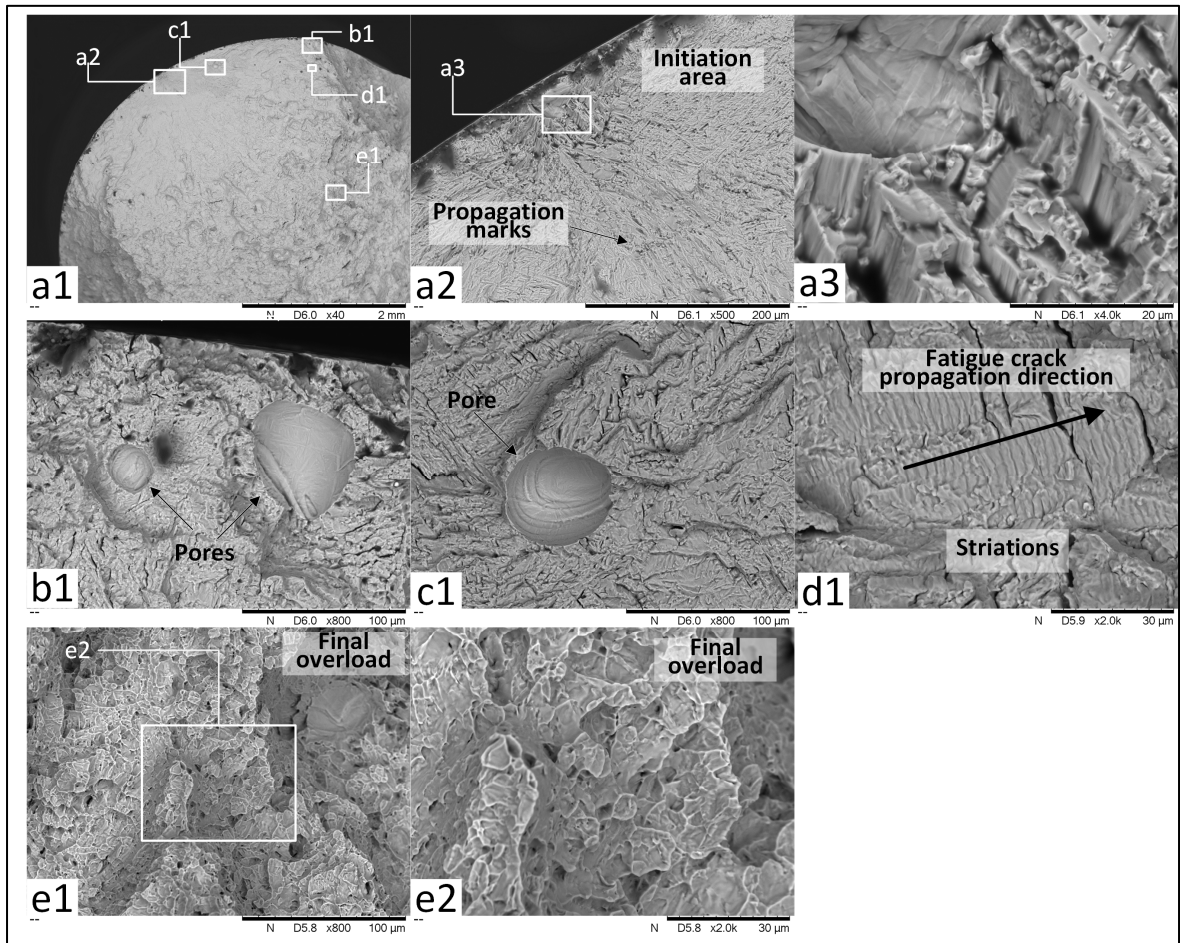 c1
b1
a2
d1
e1
a1
N D6.0 x40 2 mm
a3
Initiation
area
Propagation
marks
a2
N D6.1 x500 200 µm
a3
N D6.1 x4.0k 20 µm
Pores
b1
N D6.0 x800 100 µm
Pore
c1
N D6.0 x800 100 µm
Fatigue crack
propagation direction
Striations
d1
N D5.9 x2.0k 30 µm
e2
Final
overload
e1
N D5.8 x800 100 µm
Final
overload
e2
N D5.8 x2.0k 30 µm